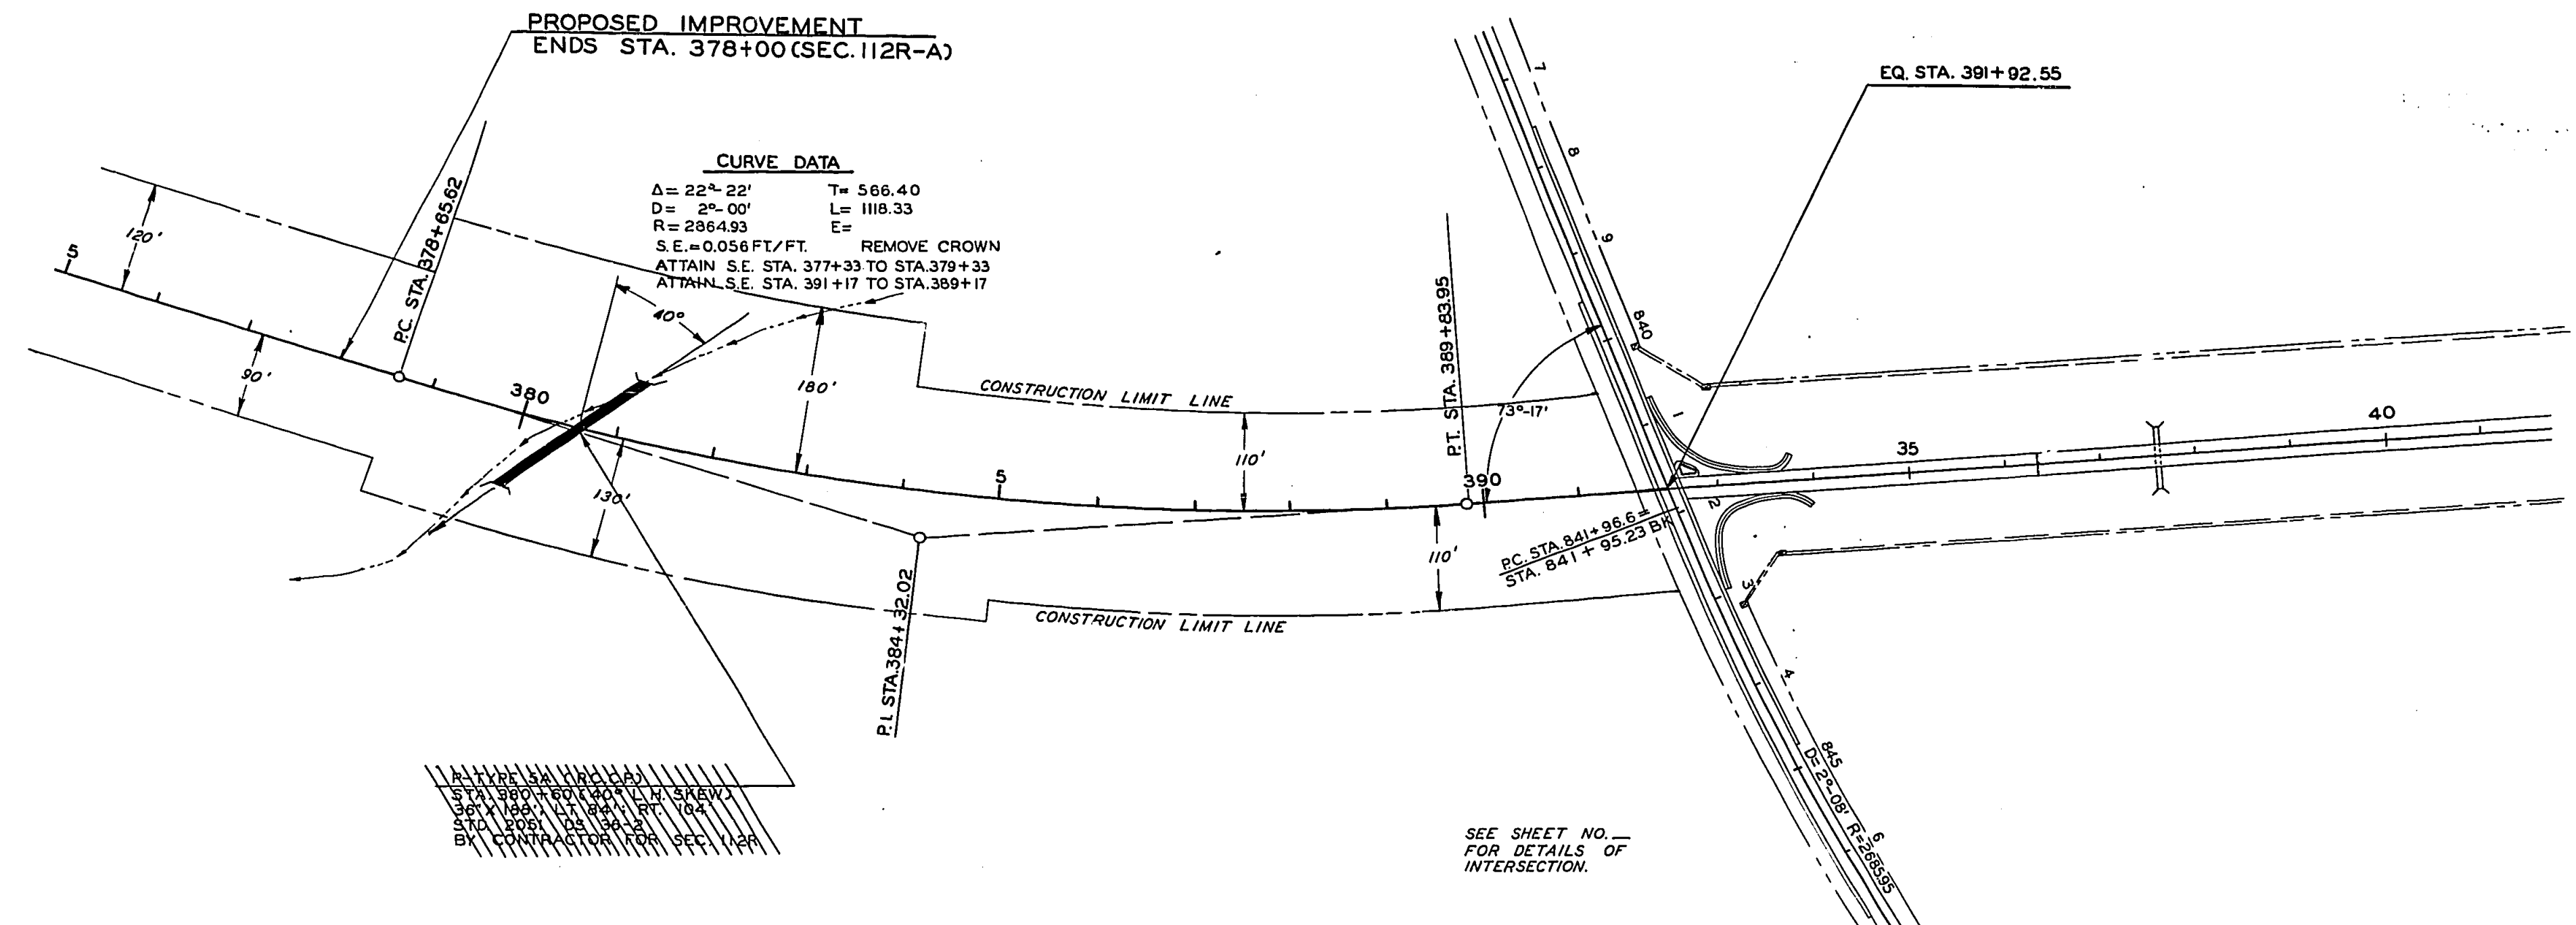 PROPOSED IMPROVEMENT
ENDS STA. 378+00 (SEC. 112R-A)
EQ. STA. 391+92.55
CURVE DATA
Δ= 22°-22' T= 566.40
D= 2°-00' L= 1118.33
R= 2864.93 E=
S.E.=0.056 FT/FT. REMOVE CROWN
ATTAIN S.E. STA. 377+33 TO STA.379+33
ATTAIN S.E. STA. 391+17 TO STA.389+17
P.C. STA. 378+65.62
120'
5
90'
380
40°
180'
130'
CONSTRUCTION LIMIT LINE
110'
5
P.I. STA.384+32.02
CONSTRUCTION LIMIT LINE
P.T. STA. 389+83.95
390
110'
73°-17'
7
8
9
840
1
2
3
4
845
6
D= 2°-08' R=2685.95
P.C. STA. 841+96.6=
STA. 841+95.23 BK
35
40
P-TYPE 5A (R.C.C.P.)
STA. 380+60 (40° L.H. SKEW)
36" X 188'; LT. 84'; RT. 104'
STD. 2051 DS 36-2
BY CONTRACTOR FOR SEC. 112R
SEE SHEET NO.__
FOR DETAILS OF
INTERSECTION.